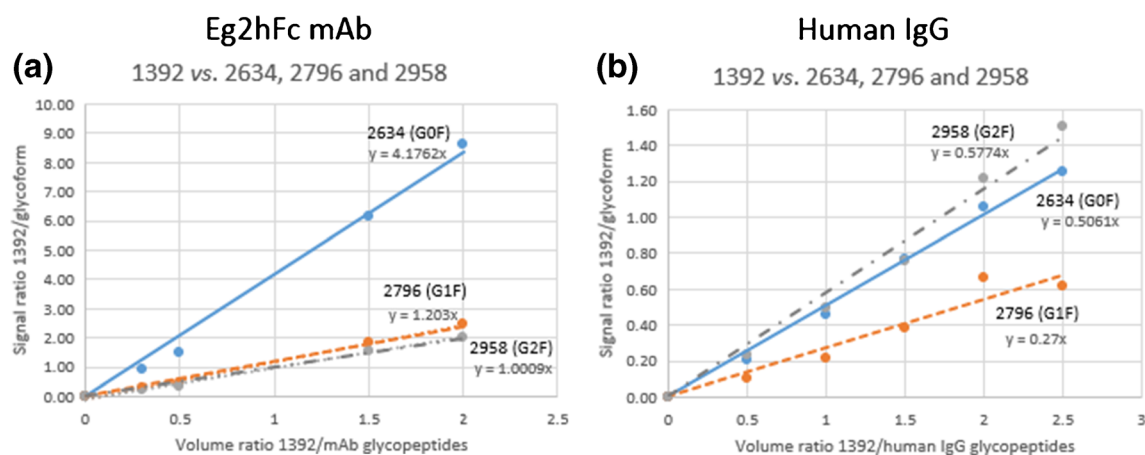 Eg2hFc mAb
(a)
1392 vs. 2634, 2796 and 2958
Signal ratio 1392/glycoform
10.00
9.00
8.00
7.00
6.00
5.00
4.00
3.00
2.00
1.00
0.00
2634 (G0F)
y = 4.1762x
2796 (G1F)
y = 1.203x
2958 (G2F)
y = 1.0009x
0
0.5
1
1.5
2
2.5
Volume ratio 1392/mAb glycopeptides
Human IgG
(b)
1392 vs. 2634, 2796 and 2958
Signal ratio 1392/glycoform
1.60
1.40
1.20
1.00
0.80
0.60
0.40
0.20
0.00
2958 (G2F)
y = 0.5774x
2634 (G0F)
y = 0.5061x
2796 (G1F)
y = 0.27x
0
0.5
1
1.5
2
2.5
3
Volume ratio 1392/human IgG glycopeptides